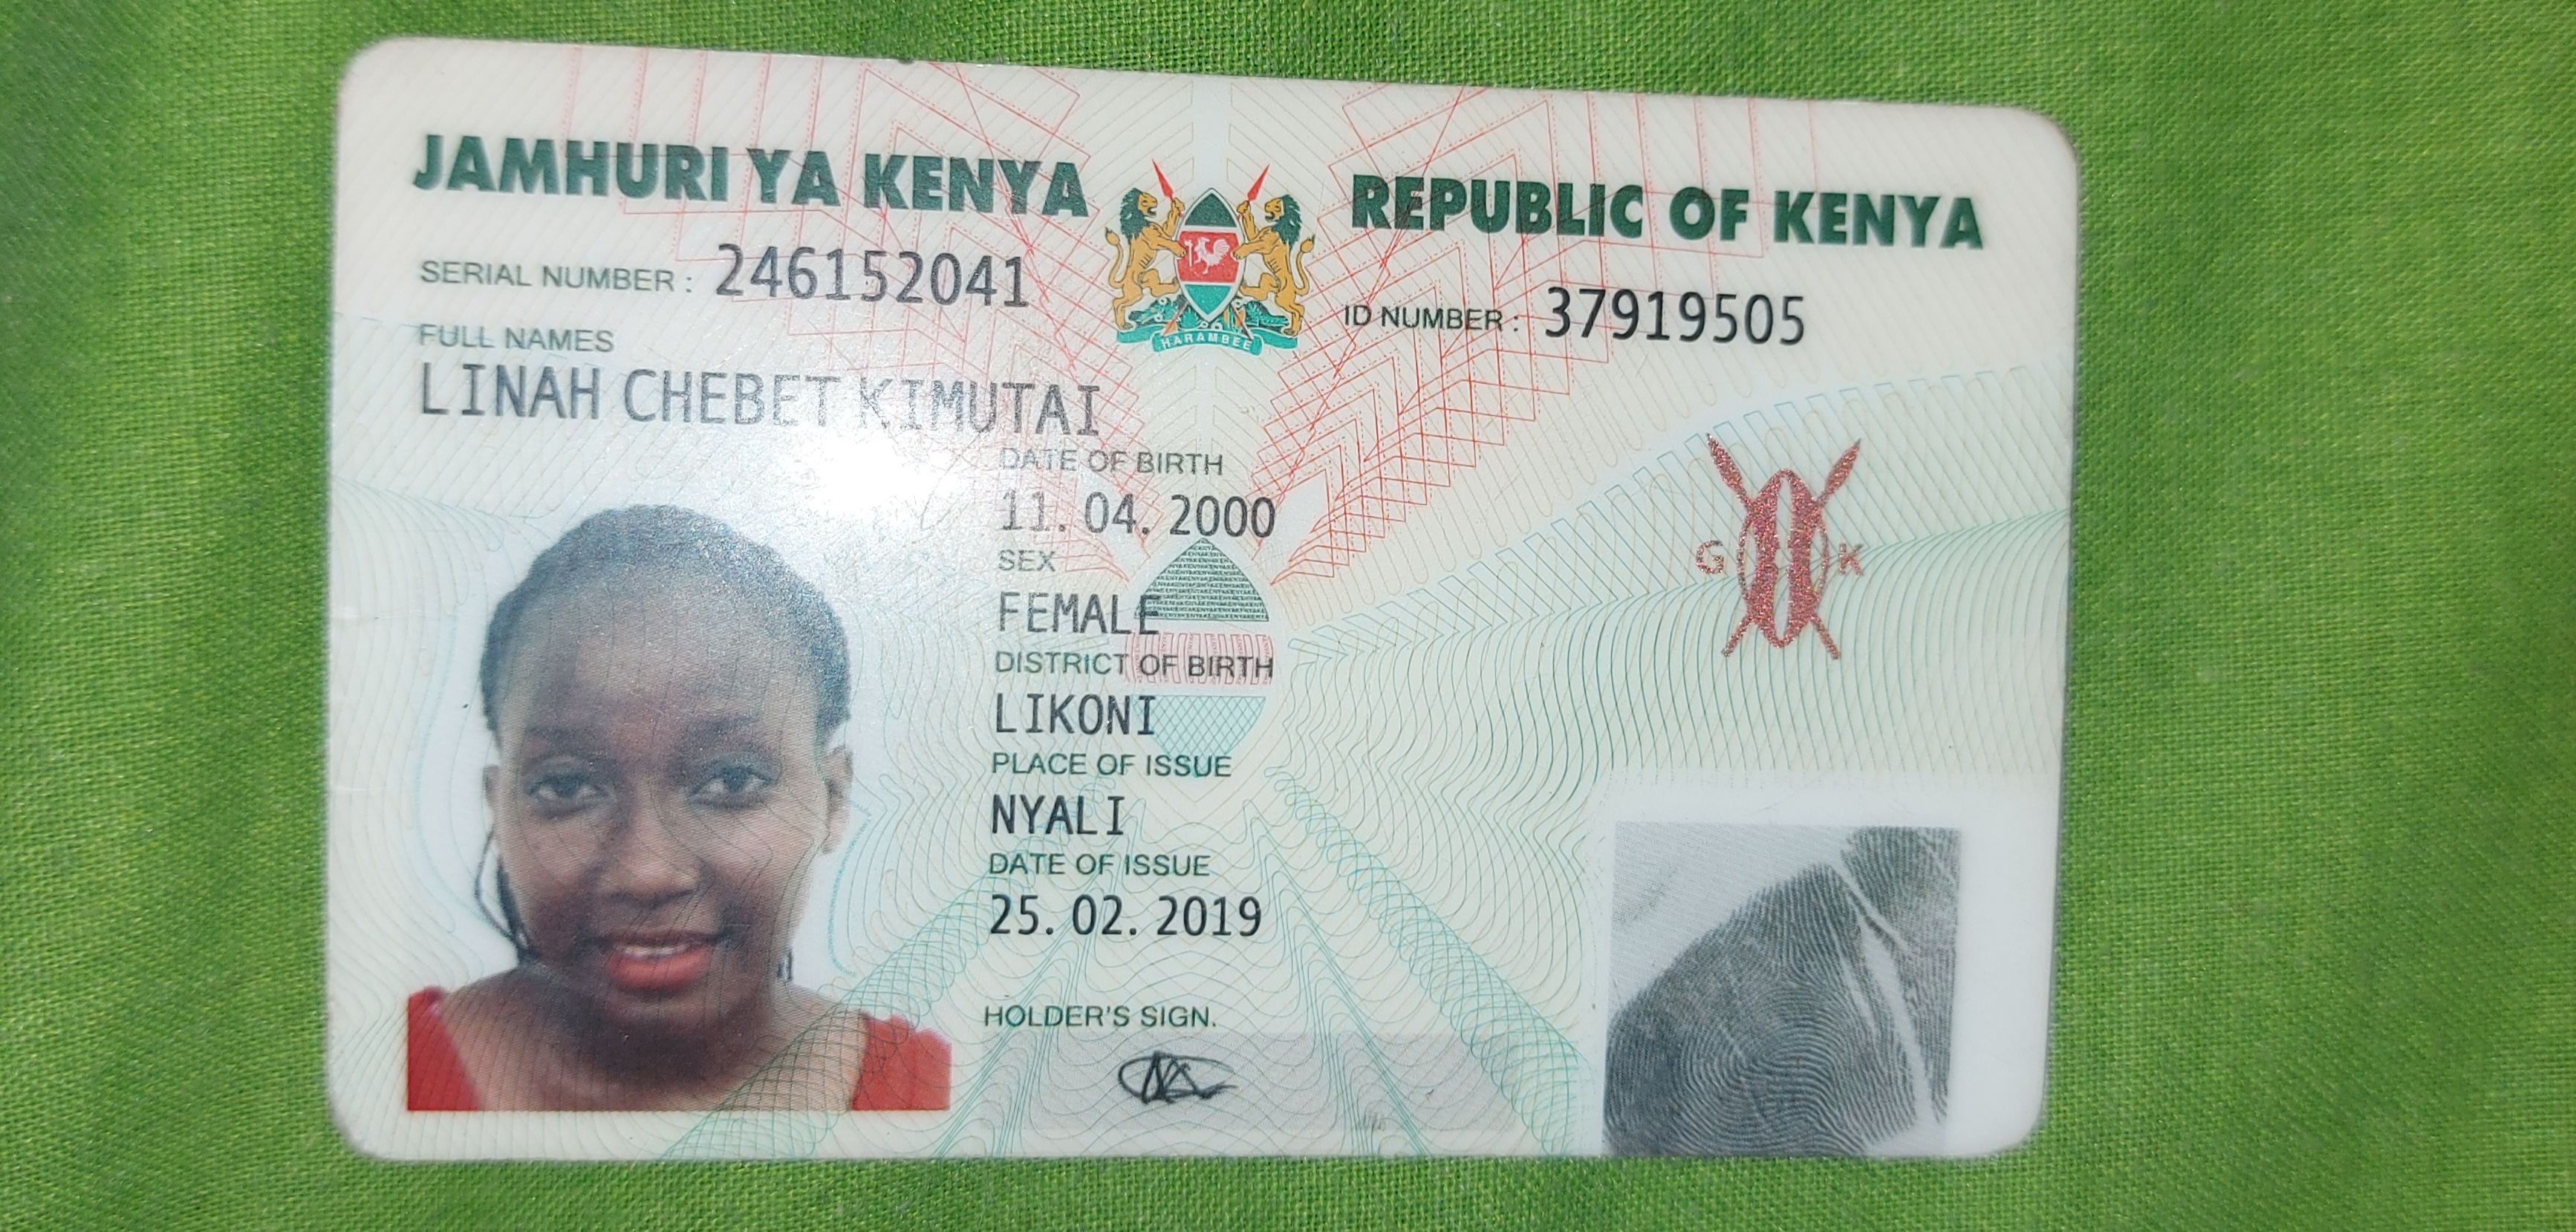 JAMHURI YA KENYA
REPUBLIC OF KENYA
SERIAL NUMBER : 246152041
ID NUMBER : 37919505
HARAMBEE
FULL NAMES
LINAH CHEBET KIMUTAI
DATE OF BIRTH
11. 04. 2000
SEX
FEMALE
G K
DISTRICT OF BIRTH
LIKONI
PLACE OF ISSUE
NYALI
DATE OF ISSUE
25. 02. 2019
HOLDER'S SIGN.